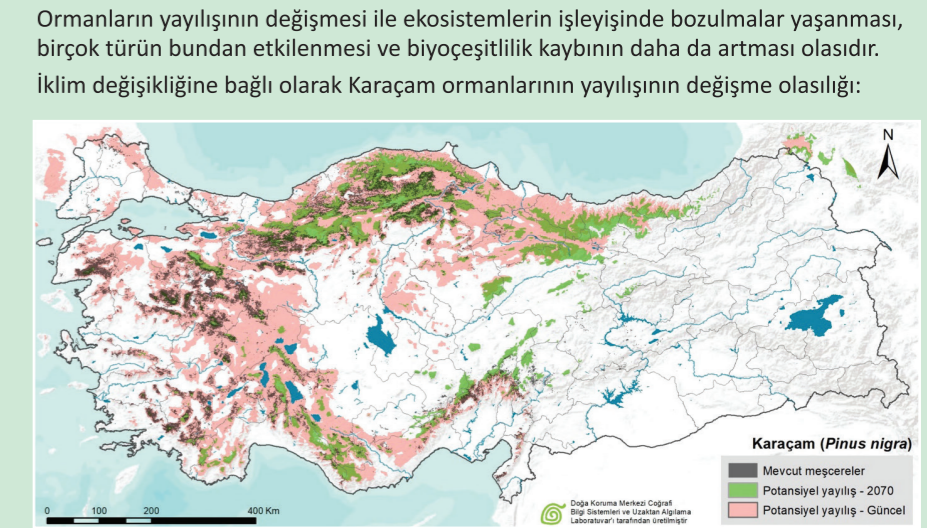 Ormanların yayılışının değişmesi ile ekosistemlerin işleyişinde bozulmalar yaşanması,
birçok türün bundan etkilenmesi ve biyoçeşitlilik kaybının daha da artması olasıdır.
İklim değişikliğine bağlı olarak Karaçam ormanlarının yayılışının değişme olasılığı:
N
Karaçam (Pinus nigra)
Mevcut meşcereler
Potansiyel yayılış - 2070
Potansiyel yayılış - Güncel
0 100 200 400 Km
Doğa Koruma Merkezi Coğrafi
Bilgi Sistemleri ve Uzaktan Algılama
Laboratuvar'ı tarafından üretilmiştir